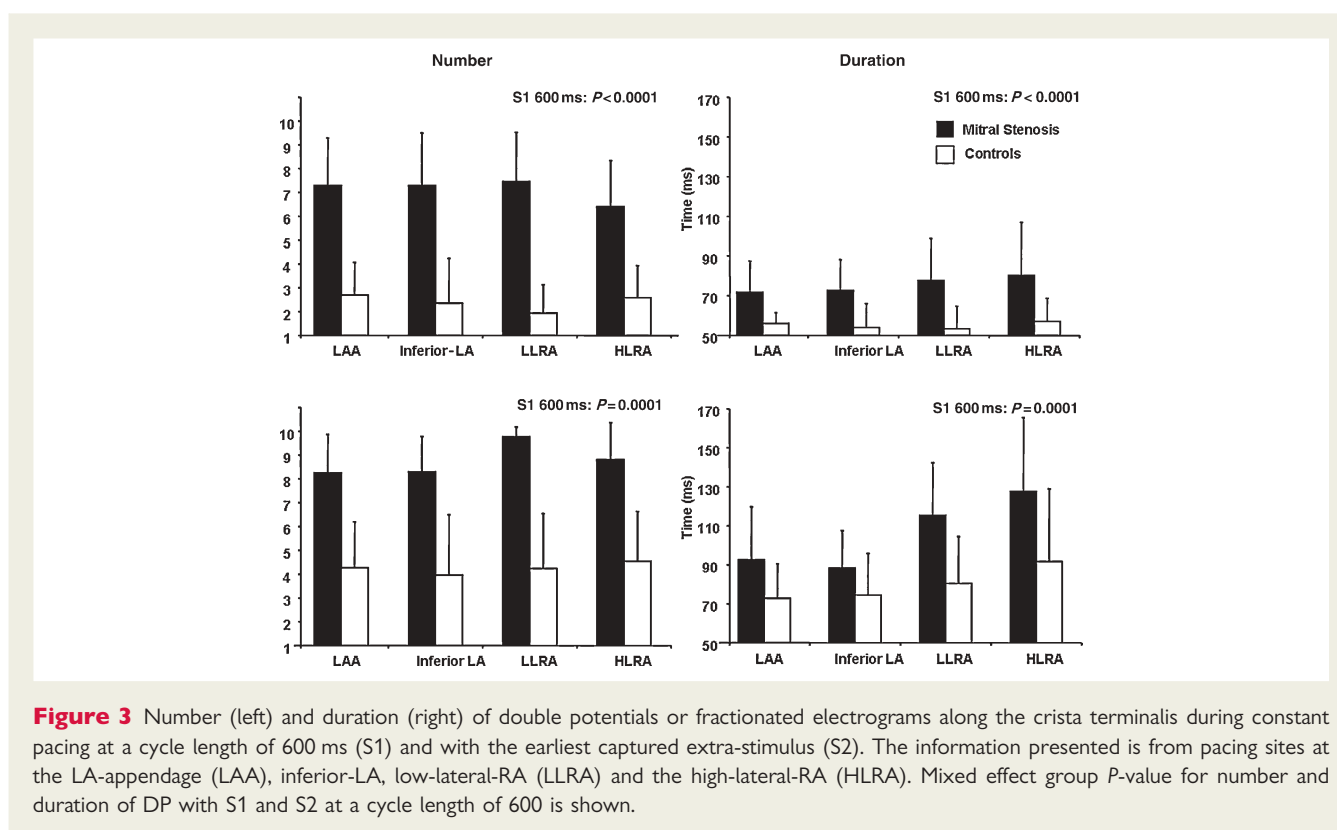 Number
Duration
S1 600 ms: P< 0.0001
10
9
8
7
6
5
4
3
2
1
LAA
Inferior-LA
LLRA
HLRA
S1 600 ms: P< 0.0001
Mitral Stenosis
Controls
Time (ms)
170
150
130
110
90
70
50
LAA
Inferior LA
LLRA
HLRA
S1 600 ms: P= 0.0001
10
9
8
7
6
5
4
3
2
1
LAA
Inferior LA
LLRA
HLRA
S1 600 ms: P= 0.0001
Time (ms)
170
150
130
110
90
70
50
LAA
Inferior LA
LLRA
HLRA
Figure 3 Number (left) and duration (right) of double potentials or fractionated electrograms along the crista terminalis during constant
pacing at a cycle length of 600 ms (S1) and with the earliest captured extra-stimulus (S2). The information presented is from pacing sites at
the LA-appendage (LAA), inferior-LA, low-lateral-RA (LLRA) and the high-lateral-RA (HLRA). Mixed effect group P-value for number and
duration of DP with S1 and S2 at a cycle length of 600 is shown.